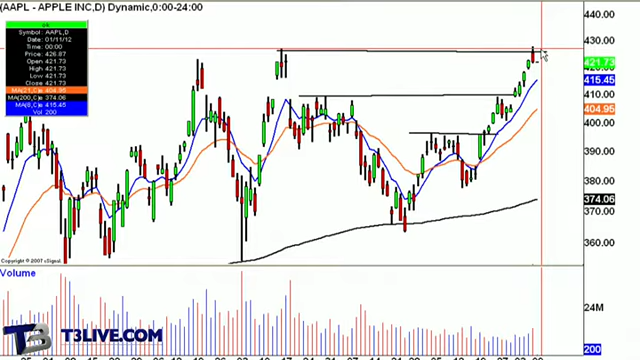 (AAPL - APPLE INC,D) Dynamic,0:00-24:00
Symbol : AAPL,D
Date : 01/11/12
Time : 00:00
Price : 426.87
Open 421.73
High 421.73
Low 421.73
Close 421.73
MA(21,C)= 404.95
MA(200,C)= 374.06
MA(8,C)= 415.45
Vol 200
440.00
430.00
421.73
420.00
415.45
404.95
400.00
390.00
380.00
374.06
370.00
360.00
Copyright © 2007 eSignal.
Volume
24M
200
T3
T3LIVE.COM